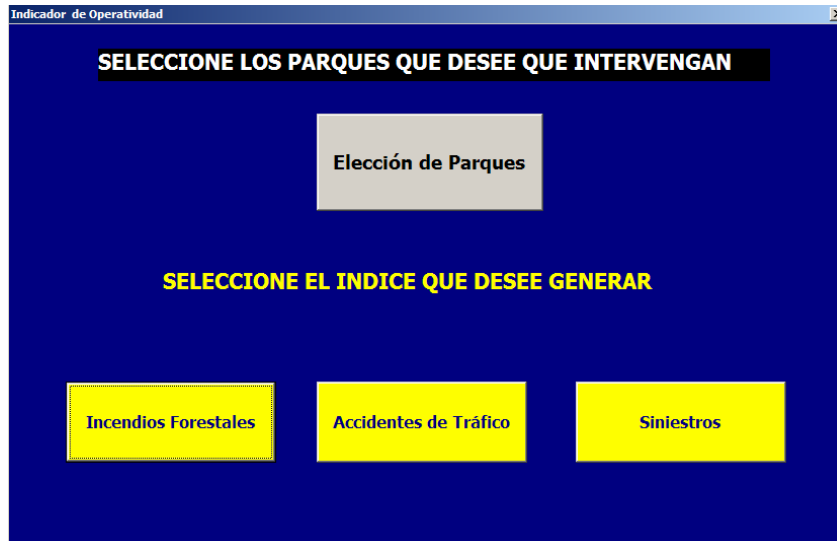 Indicador de Operatividad
SELECCIONE LOS PARQUES QUE DESEE QUE INTERVENGAN
Elección de Parques
SELECCIONE EL INDICE QUE DESEE GENERAR
Incendios Forestales
Accidentes de Tráfico
Siniestros